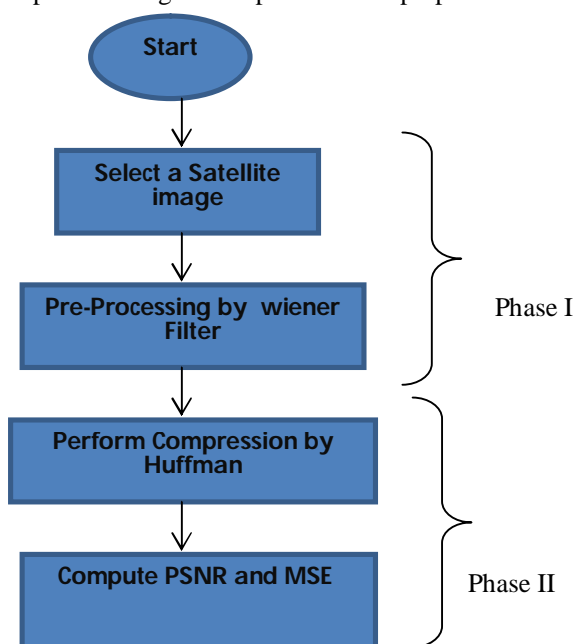 Start
Select a Satellite
image
Pre-Processing by wiener
Filter
Phase I
Perform Compression by
Huffman
Compute PSNR and MSE
Phase II